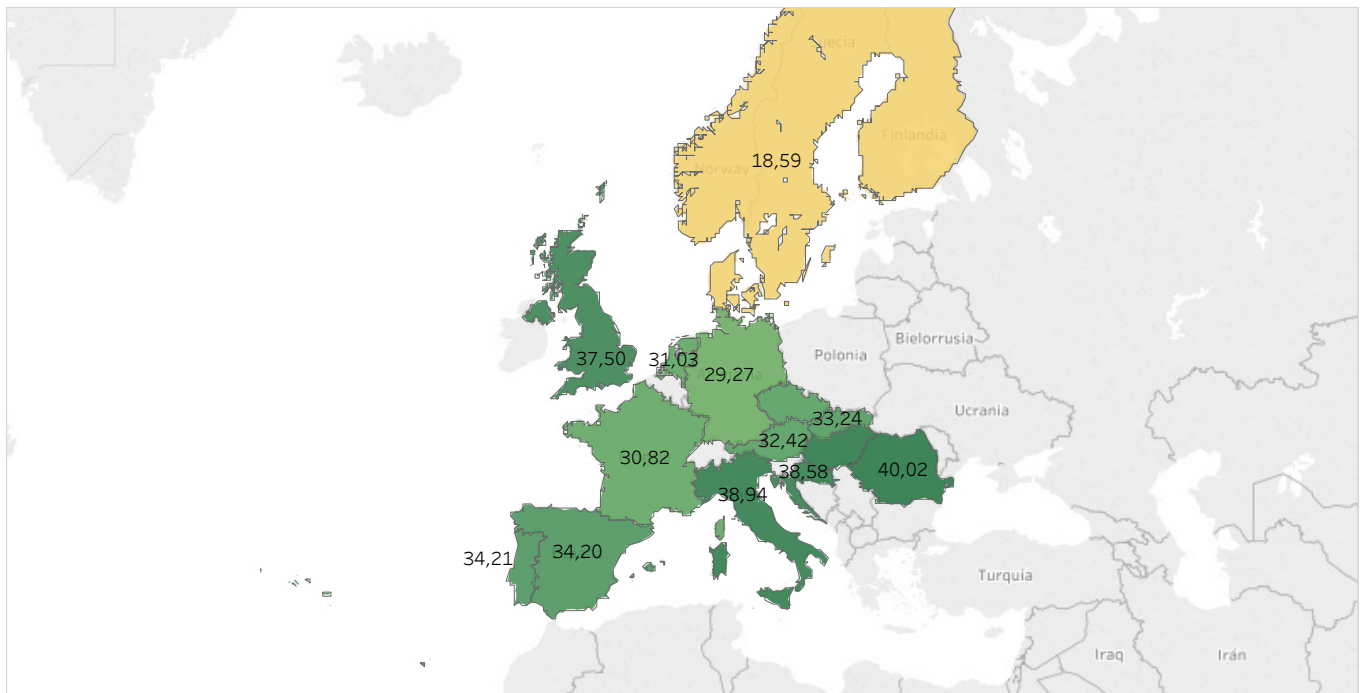 Suecia
Finlandia
Norway
18,59
37,50
31,03
29,27
Polonia
Bielorrusia
Ucrania
33,24
32,42
30,82
38,58
40,02
38,94
34,21
34,20
Turquía
Iraq
Irán